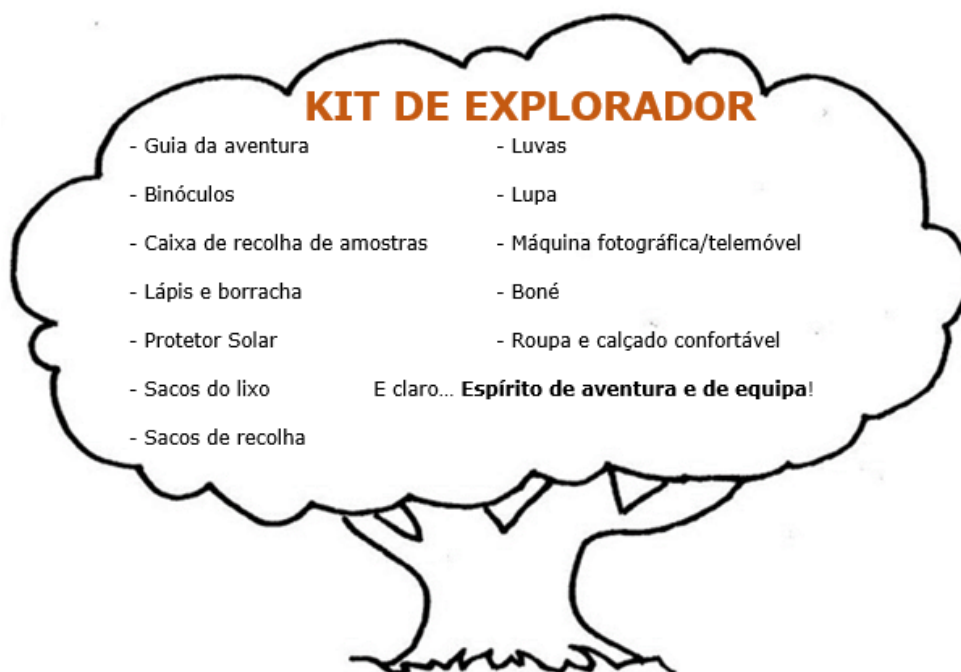 KIT DE EXPLORADOR
- Guia da aventura
- Binóculos
- Caixa de recolha de amostras
- Lápis e borracha
- Protetor Solar
- Sacos do lixo
- Sacos de recolha
- Luvas
- Lupa
- Máquina fotográfica/telemóvel
- Boné
- Roupa e calçado confortável
E claro... Espírito de aventura e de equipa!